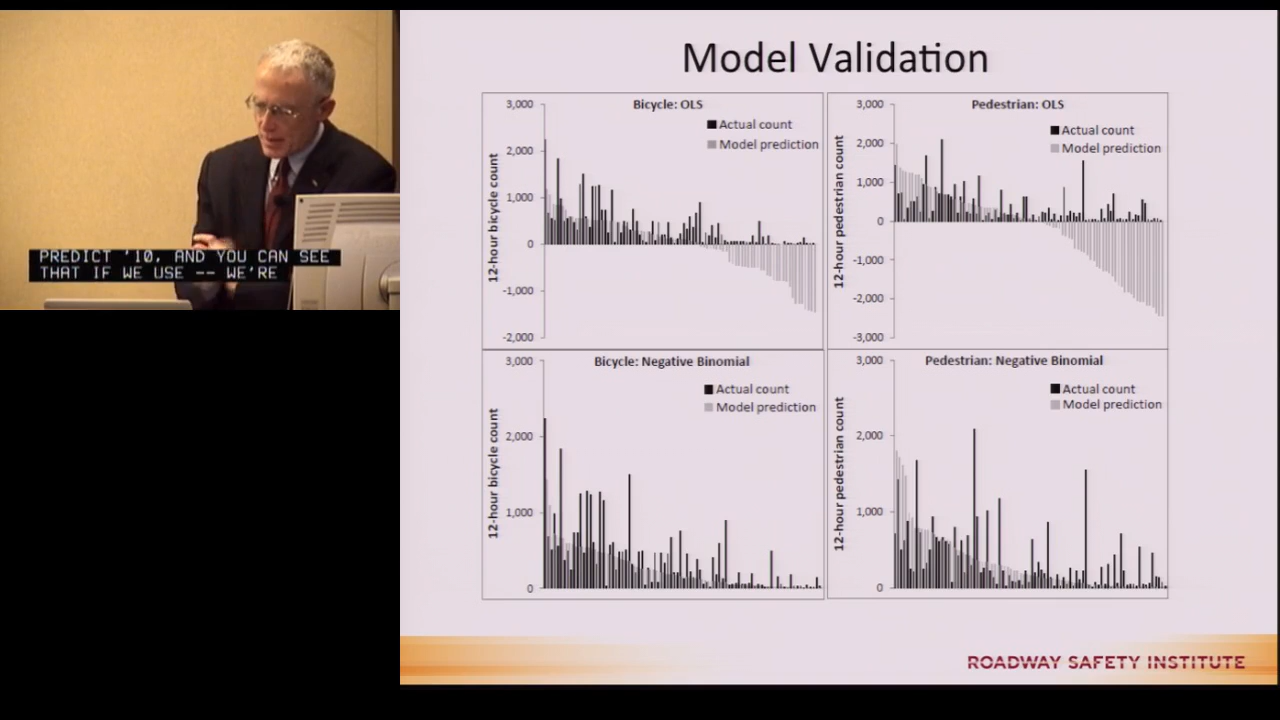 PREDICT '10, AND YOU CAN SEE
THAT IF WE USE -- WE'RE
Model Validation
Bicycle: OLS
3,000
2,000
1,000
0
-1,000
-2,000
12-hour bicycle count
Actual count
Model prediction
Pedestrian: OLS
3,000
2,000
1,000
0
-1,000
-2,000
-3,000
12-hour pedestrian count
Actual count
Model prediction
Bicycle: Negative Binomial
3,000
2,000
1,000
0
12-hour bicycle count
Actual count
Model prediction
Pedestrian: Negative Binomial
3,000
2,000
1,000
0
12-hour pedestrian count
Actual count
Model prediction
ROADWAY SAFETY INSTITUTE